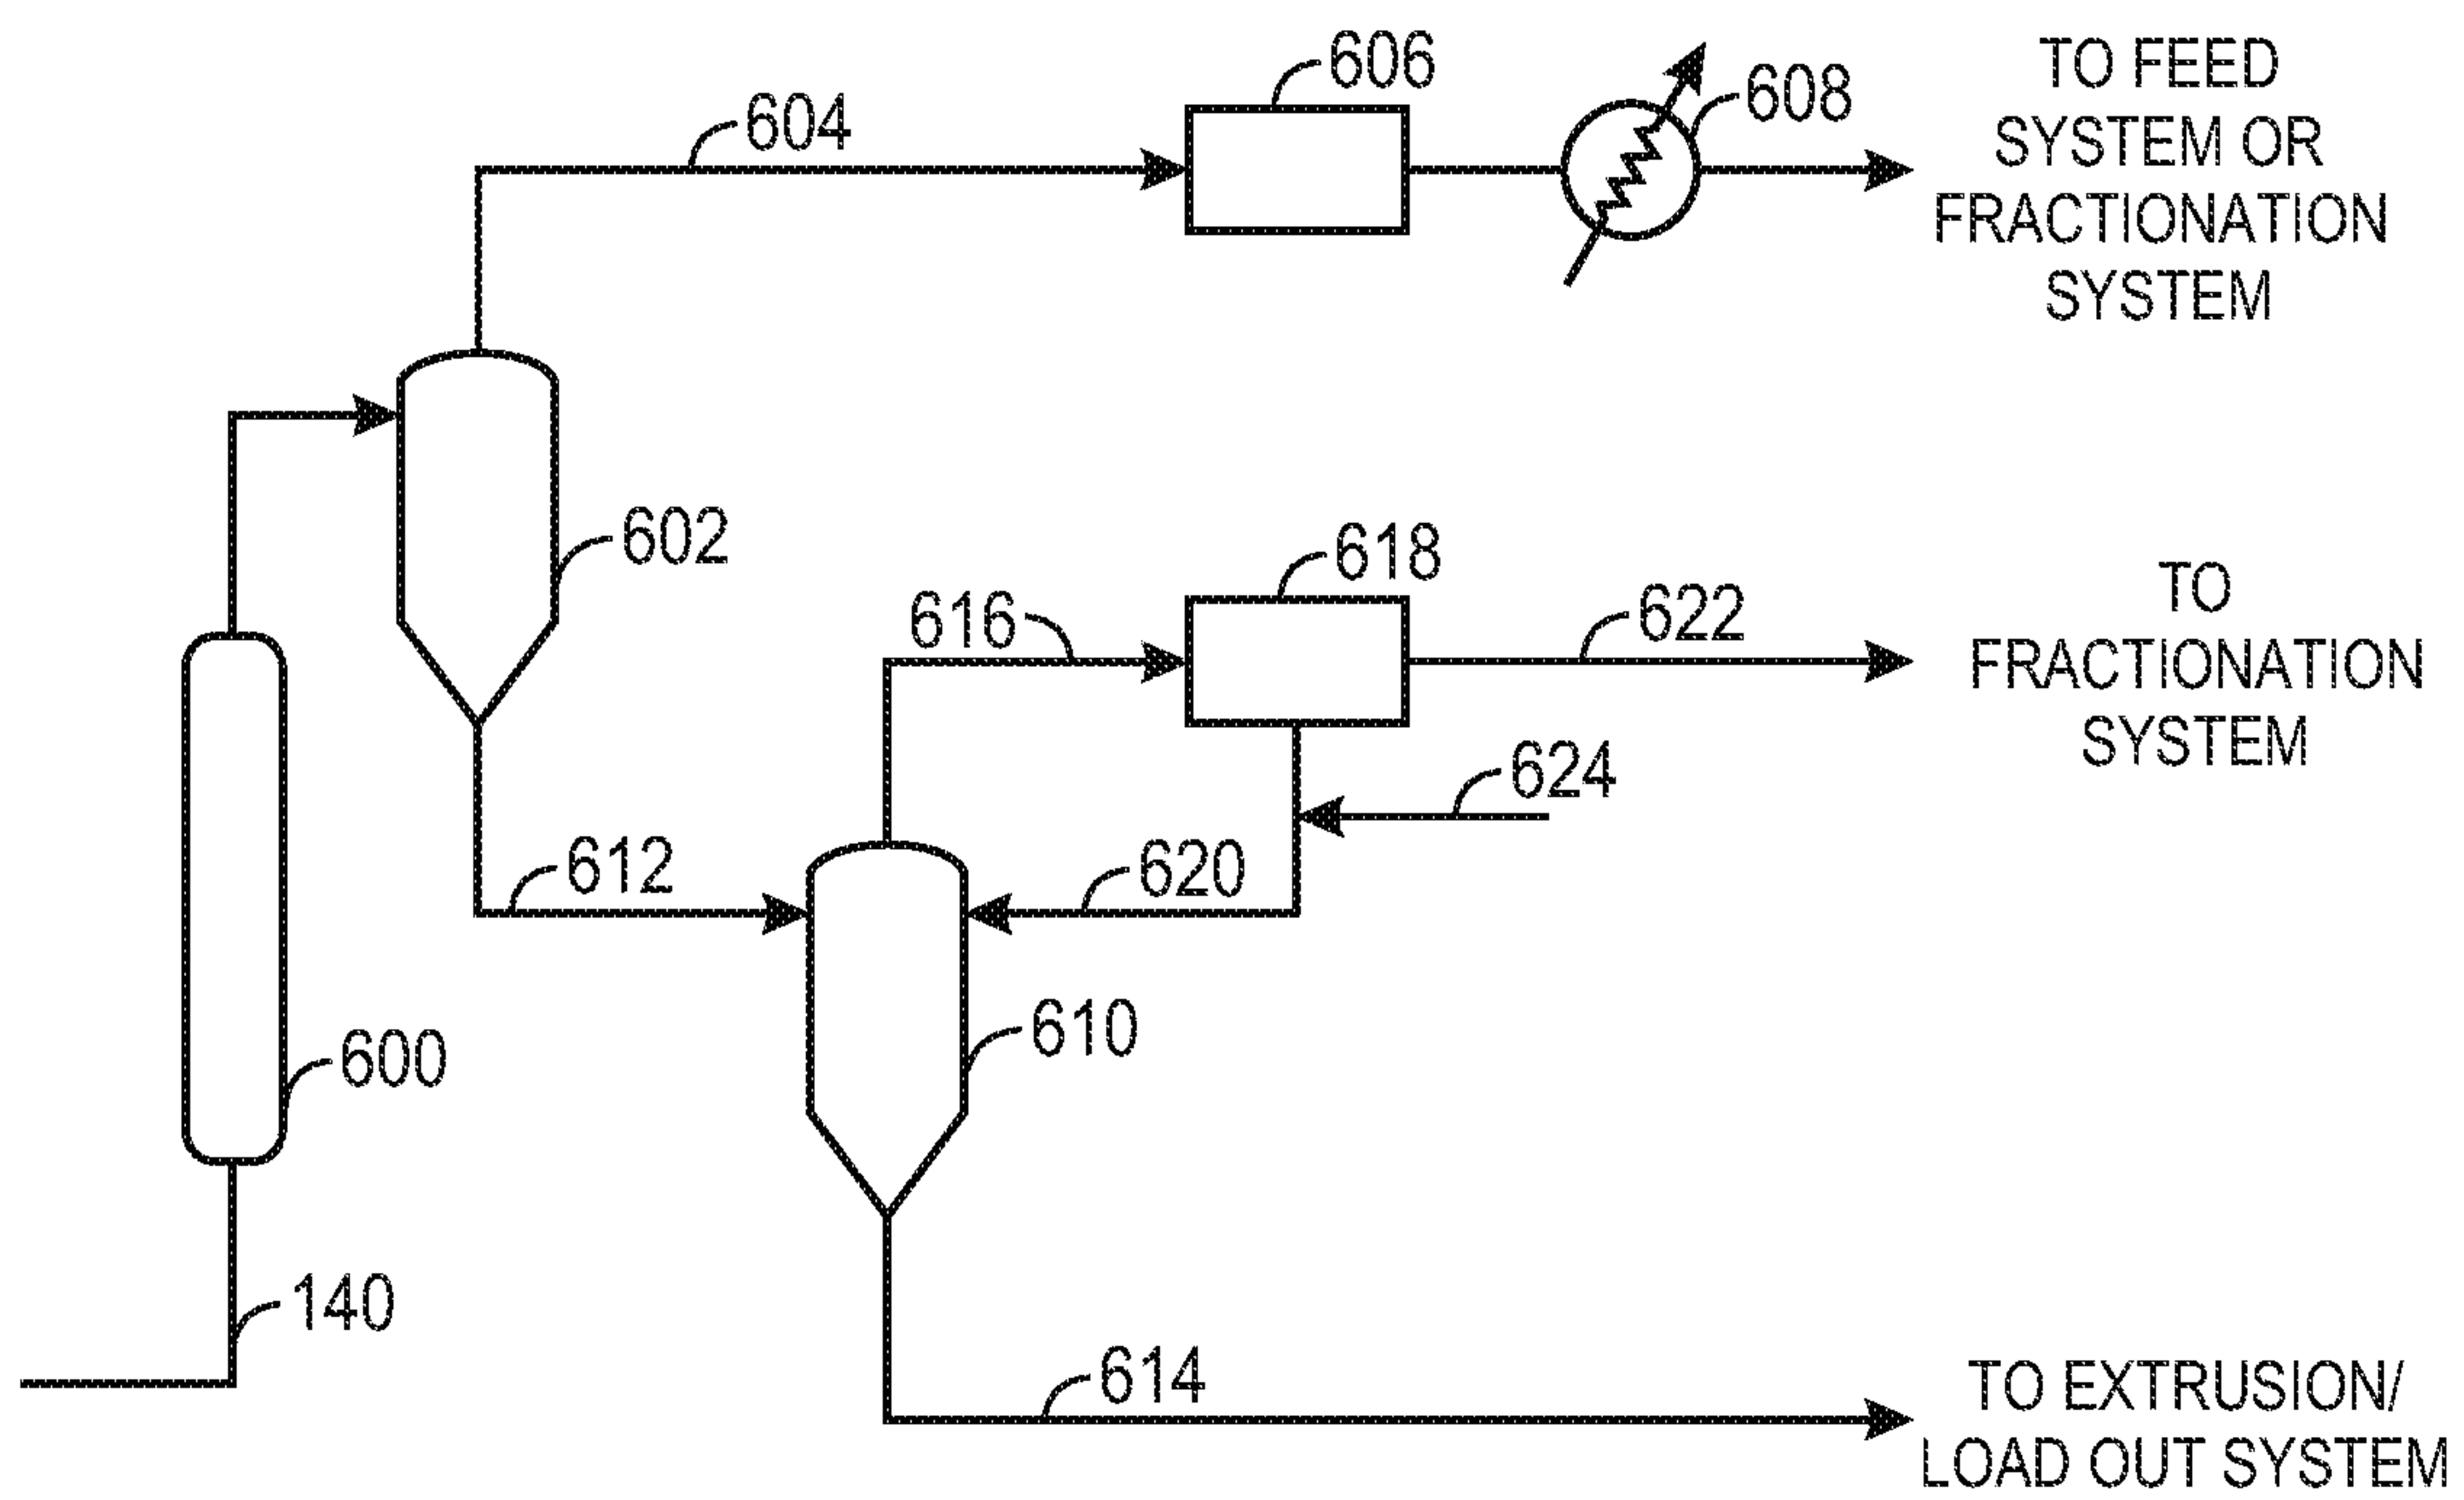 606
608
604
TO FEED
SYSTEM OR
FRACTIONATION
SYSTEM
602
618
616
622
TO
FRACTIONATION
SYSTEM
624
612
620
610
600
140
614
TO EXTRUSION/
LOAD OUT SYSTEM